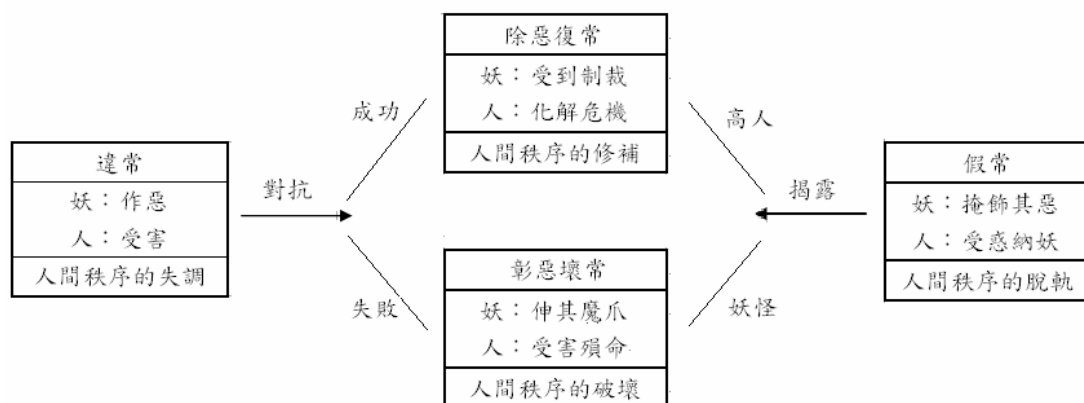 除惡復常
妖：受到制裁
人：化解危機
人間秩序的修補
成功
高人
違常
妖：作惡
人：受害
人間秩序的失調
對抗
揭露
假常
妖：掩飾其惡
人：受惑納妖
人間秩序的脫軌
失敗
妖怪
彰惡壞常
妖：伸其魔爪
人：受害殞命
人間秩序的破壞